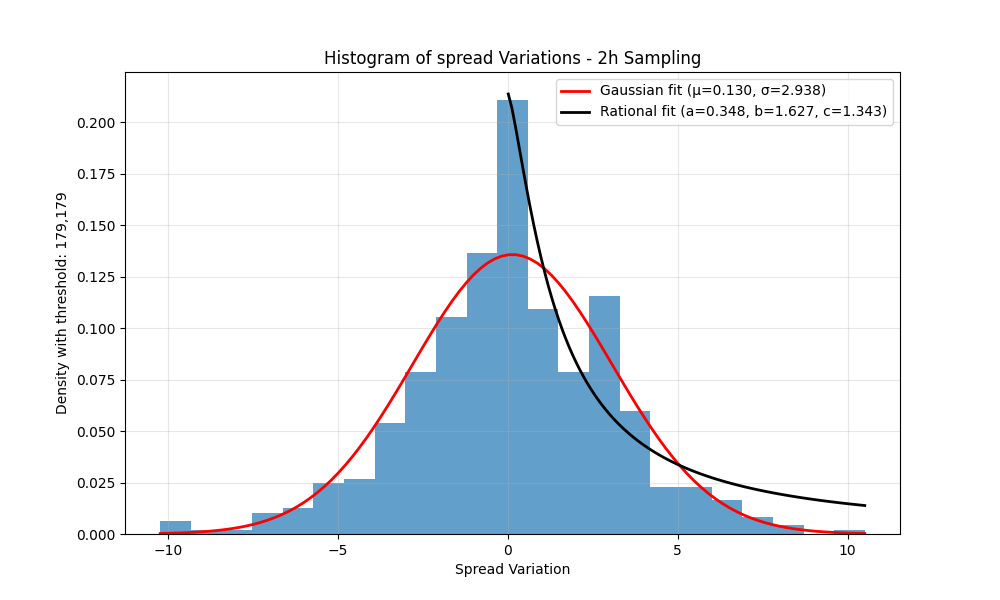 Histogram of spread Variations - 2h Sampling
Gaussian fit (μ=0.130, σ=2.938)
Rational fit (a=0.348, b=1.627, c=1.343)
Density with threshold: 179,179
0.200
0.175
0.150
0.125
0.100
0.075
0.050
0.025
0.000
−10
−5
0
5
10
Spread Variation